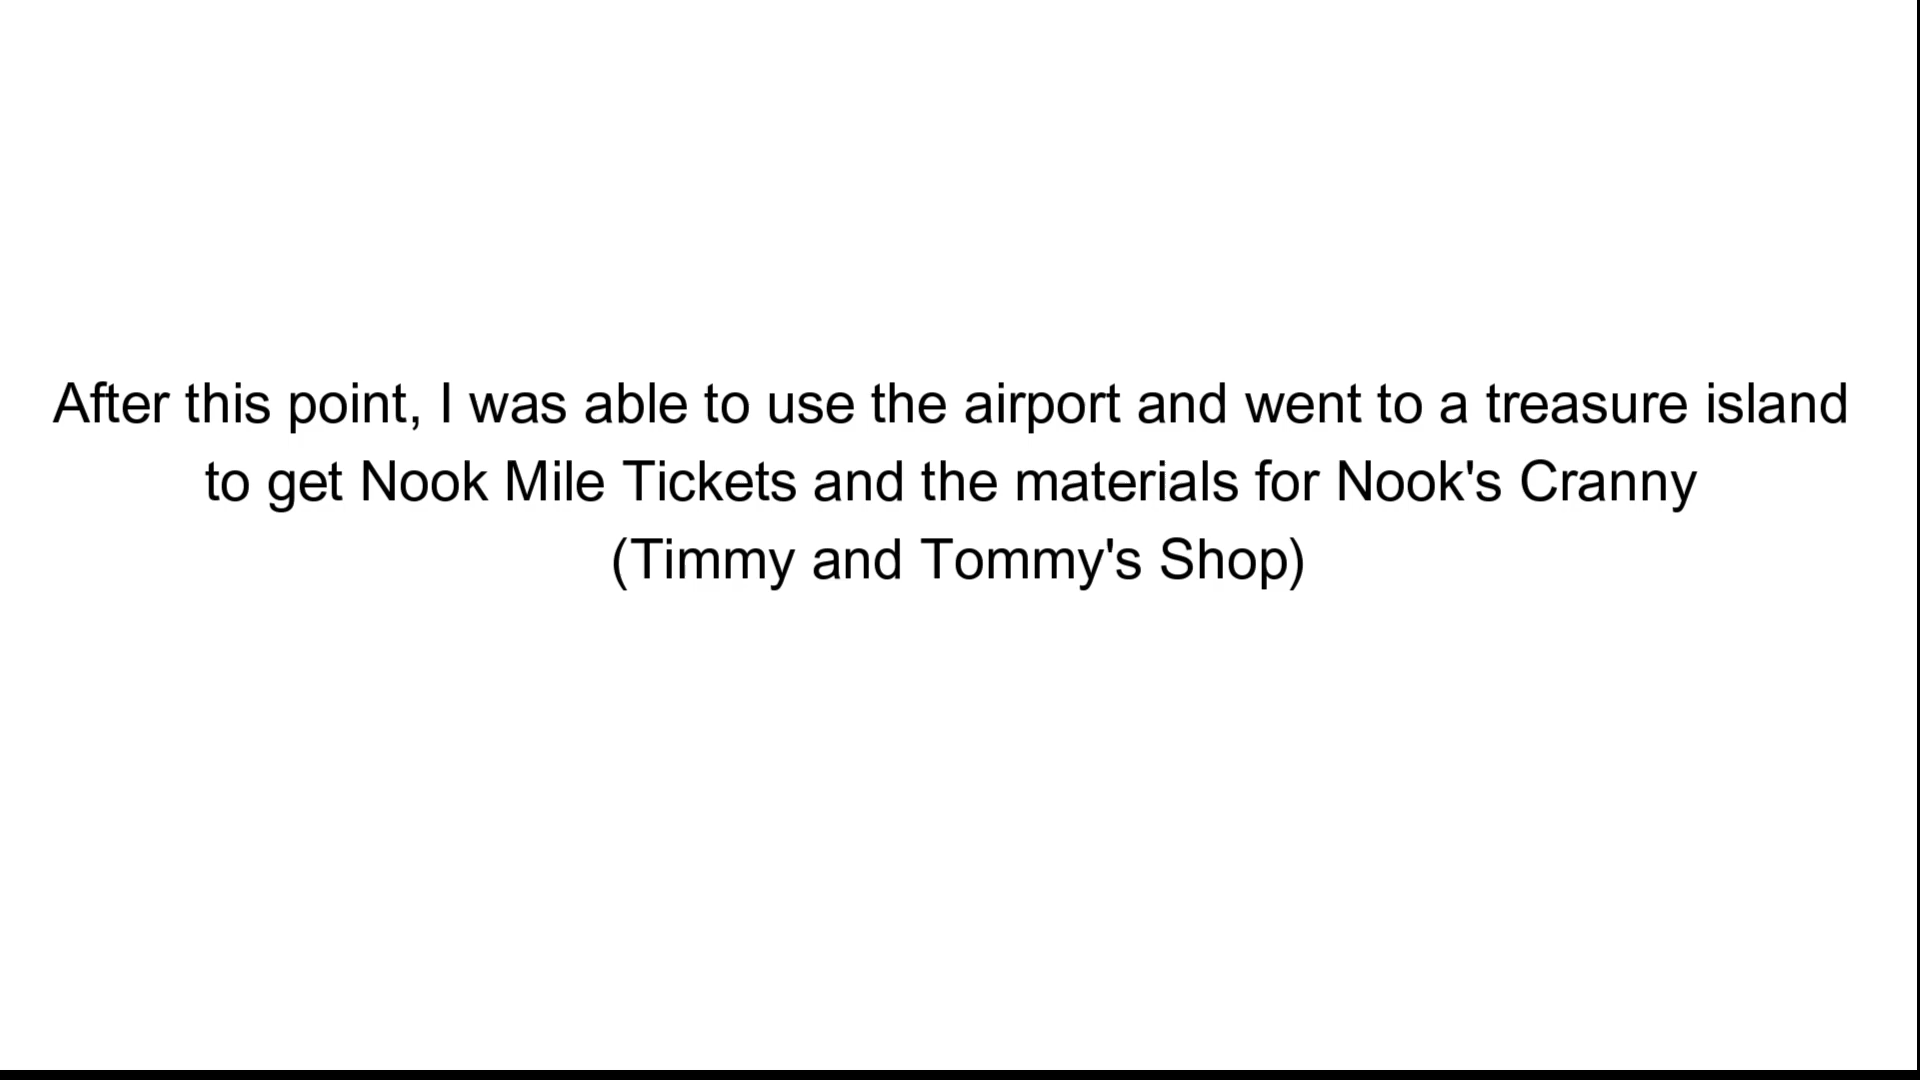 After this point, I was able to use the airport and went to a treasure island
to get Nook Mile Tickets and the materials for Nook's Cranny
(Timmy and Tommy's Shop)